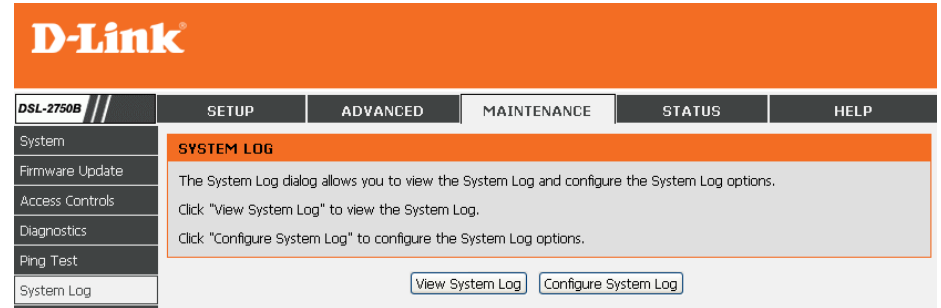 D-Link
DSL-2750B
SETUP
ADVANCED
MAINTENANCE
STATUS
HELP
System
Firmware Update
Access Controls
Diagnostics
Ping Test
System Log
SYSTEM LOG
The System Log dialog allows you to view the System Log and configure the System Log options.
Click "View System Log" to view the System Log.
Click "Configure System Log" to configure the System Log options.
View System Log
Configure System Log